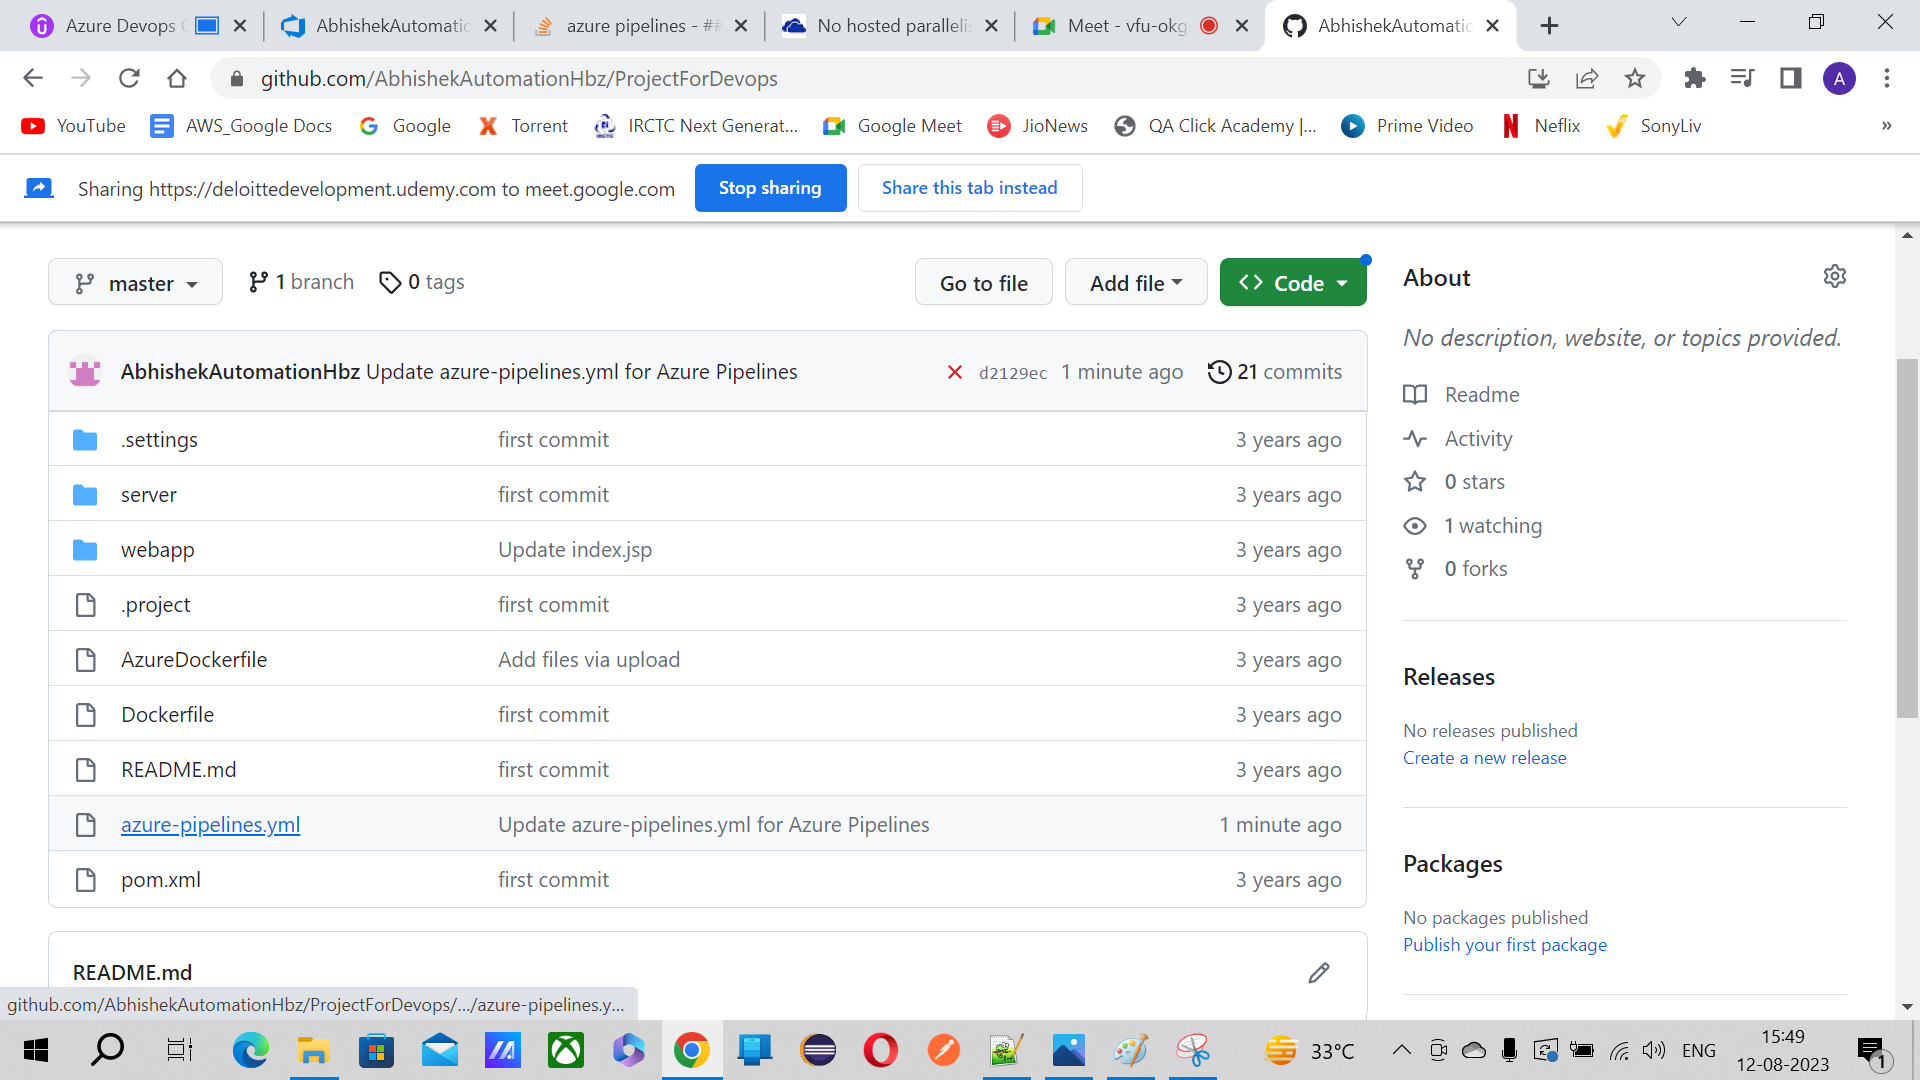 Azure Devops
AbhishekAutomatic
azure pipelines - ##
No hosted parallelis
Meet - vfu-okg
AbhishekAutomatic
github.com/AbhishekAutomationHbz/ProjectForDevops
A
YouTube
AWS_Google Docs
Google
Torrent
IRCTC Next Generat...
Google Meet
JioNews
QA Click Academy |...
Prime Video
Neflix
SonyLiv
»
Sharing https://deloittedevelopment.udemy.com to meet.google.com
Stop sharing
Share this tab instead
master
1 branch
0 tags
Go to file
Add file
Code
AbhishekAutomationHbz Update azure-pipelines.yml for Azure Pipelines
d2129ec 1 minute ago
21 commits
.settings first commit 3 years ago
server first commit 3 years ago
webapp Update index.jsp 3 years ago
.project first commit 3 years ago
AzureDockerfile Add files via upload 3 years ago
Dockerfile first commit 3 years ago
README.md first commit 3 years ago
azure-pipelines.yml Update azure-pipelines.yml for Azure Pipelines 1 minute ago
pom.xml first commit 3 years ago
README.md
About
No description, website, or topics provided.
Readme
Activity
0 stars
1 watching
0 forks
Releases
No releases published
Create a new release
Packages
No packages published
Publish your first package
github.com/AbhishekAutomationHbz/ProjectForDevops/.../azure-pipelines.y...
33°C
ENG
15:49
12-08-2023
1